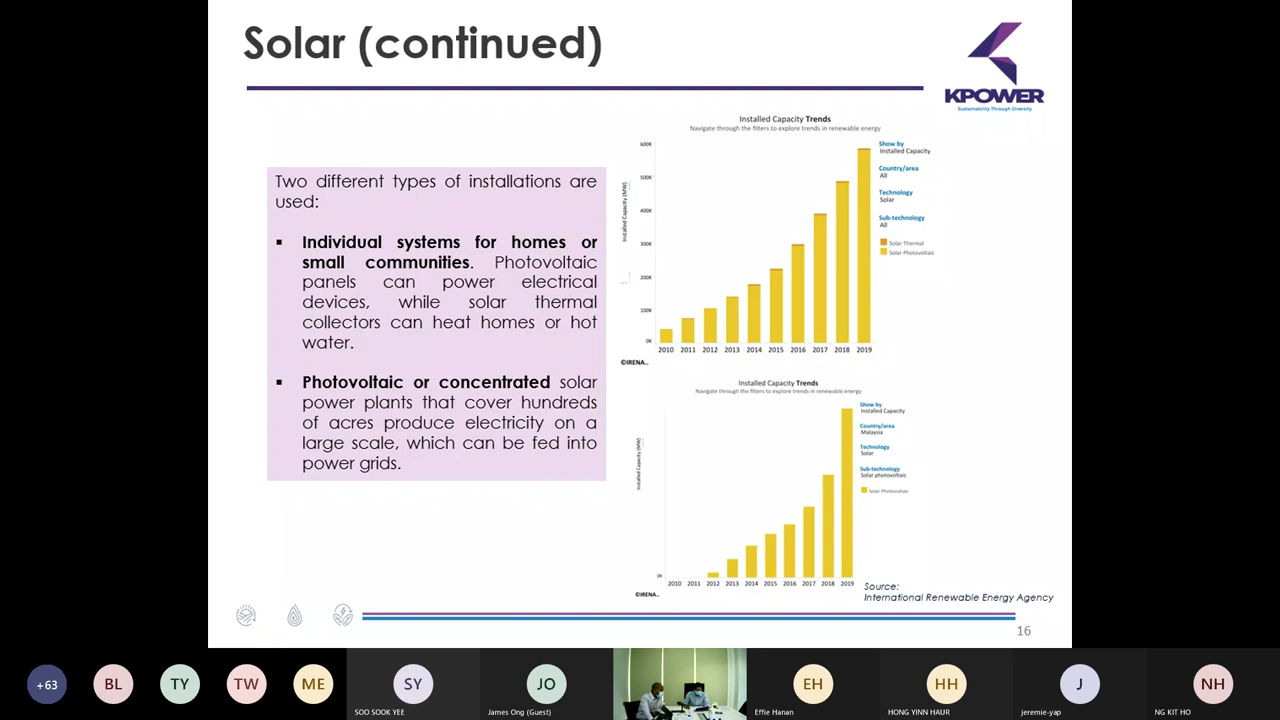 Solar (continued)
KPOWER
Sustainability Through Diversity
Two different types of installations are
used:
▪ Individual systems for homes or
small communities. Photovoltaic
panels can power electrical
devices, while solar thermal
collectors can heat homes or hot
water.
▪ Photovoltaic or concentrated solar
power plants that cover hundreds
of acres produce electricity on a
large scale, which can be fed into
power grids.
Installed Capacity Trends
Navigate through the filters to explore trends in renewable energy
Installed Capacity (MW)
600K
500K
400K
300K
200K
100K
0K
2010 2011 2012 2013 2014 2015 2016 2017 2018 2019
Show by
Installed Capacity
Country/area
All
Technology
Solar
Sub-technology
All
Solar Thermal
Solar Photovoltaic
©IRENA..
Installed Capacity Trends
Navigate through the filters to explore trends in renewable energy
Installed Capacity (MW)
0K
2010 2011 2012 2013 2014 2015 2016 2017 2018 2019
Show by
Installed Capacity
Country/area
Malaysia
Technology
Solar
Sub-technology
Solar photovoltaic
Solar Photovoltaic
©IRENA..
Source:
International Renewable Energy Agency
16
+63
BL
TY
TW
ME
SY
SOO SOOK YEE
JO
James Ong (Guest)
EH
Effie Hanan
HH
HONG YINN HAUR
J
jeremie-yap
NH
NG KIT HO